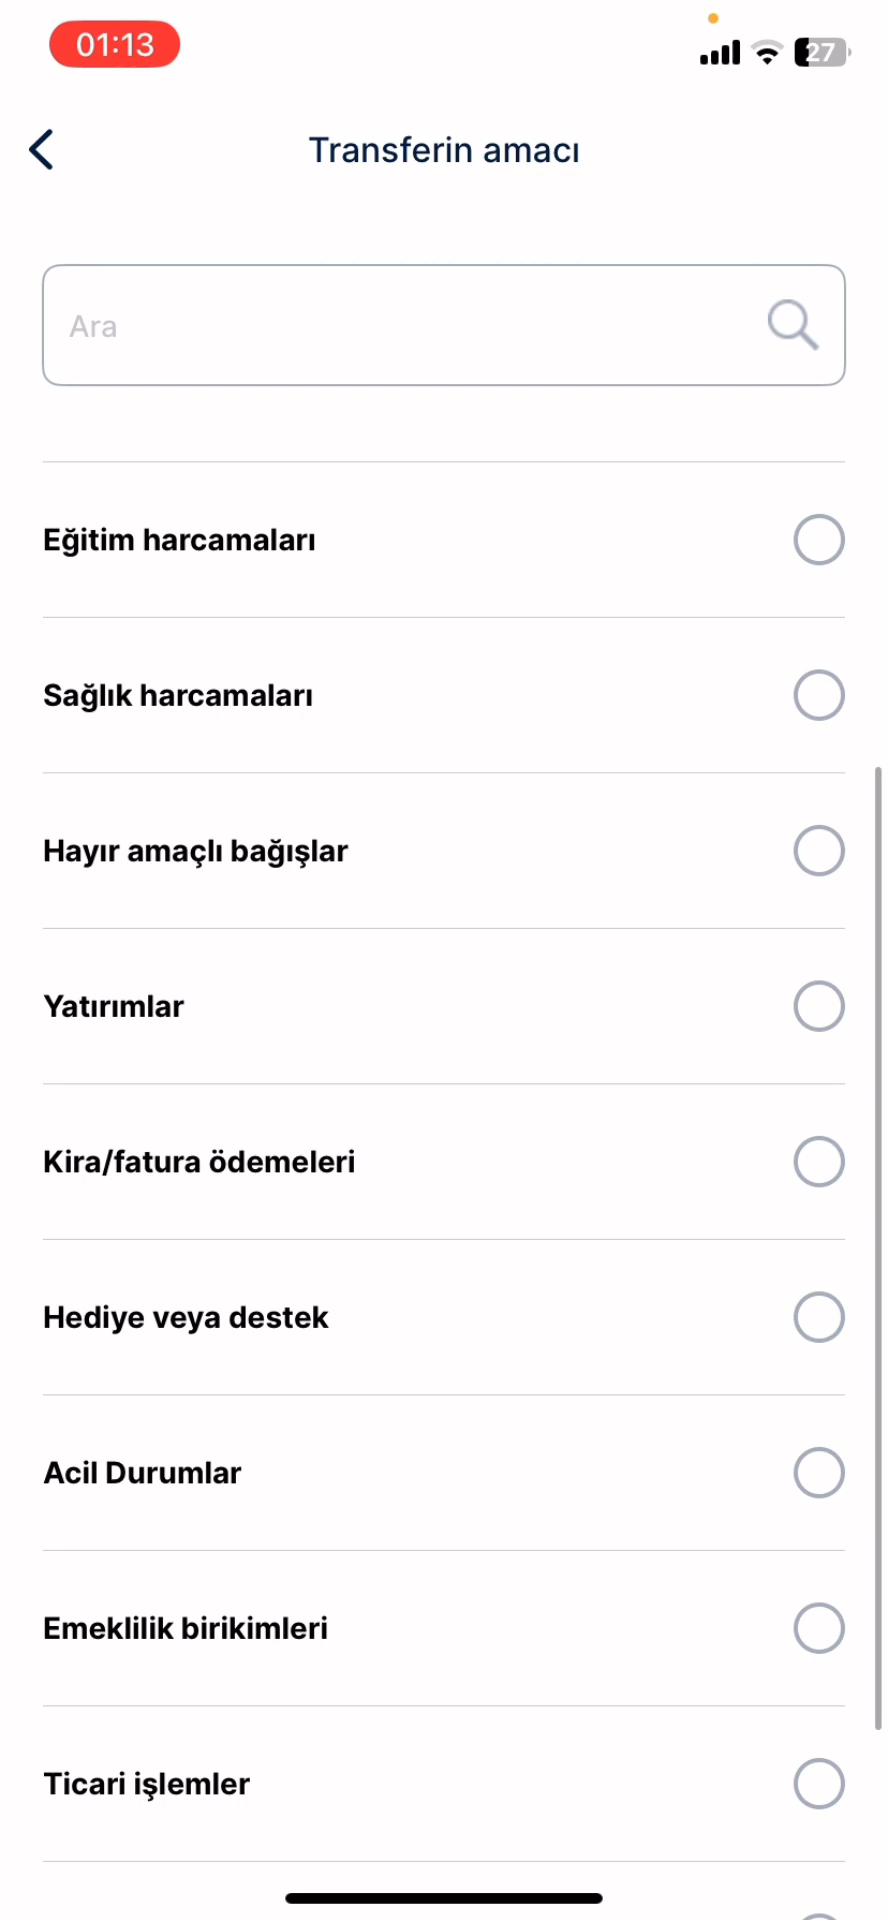 01:13
27
Transferin amacı
Ara
Eğitim harcamaları
Sağlık harcamaları
Hayır amaçlı bağışlar
Yatırımlar
Kira/fatura ödemeleri
Hediye veya destek
Acil Durumlar
Emeklilik birikimleri
Ticari işlemler